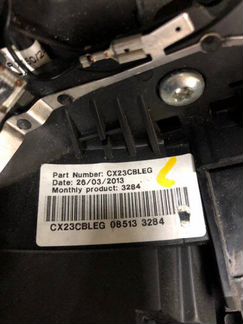 Part Number: CX23CBLEG
Date: 26/03/2013
Monthly product: 3284
CX23CBLEG 08513 3284